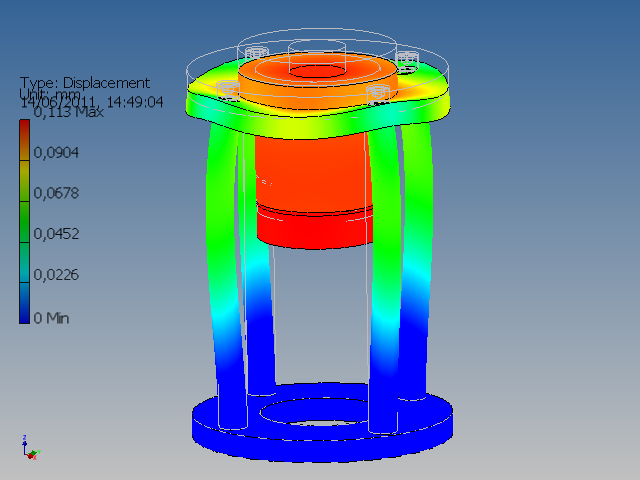 Type: Displacement
Unit: mm
14/06/2011, 14:49:04
0,113 Max
0,0904
0,0678
0,0452
0,0226
0 Min
z